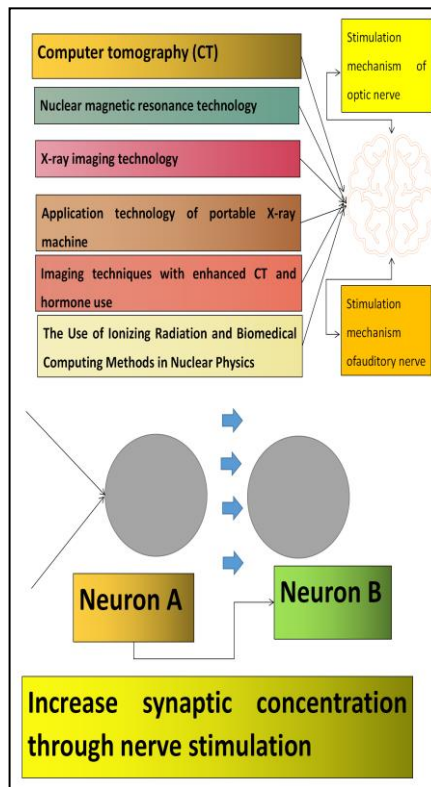 Computer tomography (CT)
Nuclear magnetic resonance technology
X-ray imaging technology
Application technology of portable X-ray
machine
Imaging techniques with enhanced CT and
hormone use
The Use of Ionizing Radiation and Biomedical
Computing Methods in Nuclear Physics
Stimulation
mechanism of
optic nerve
Stimulation
mechanism
ofauditory nerve
Neuron A
Neuron B
Increase synaptic concentration
through nerve stimulation